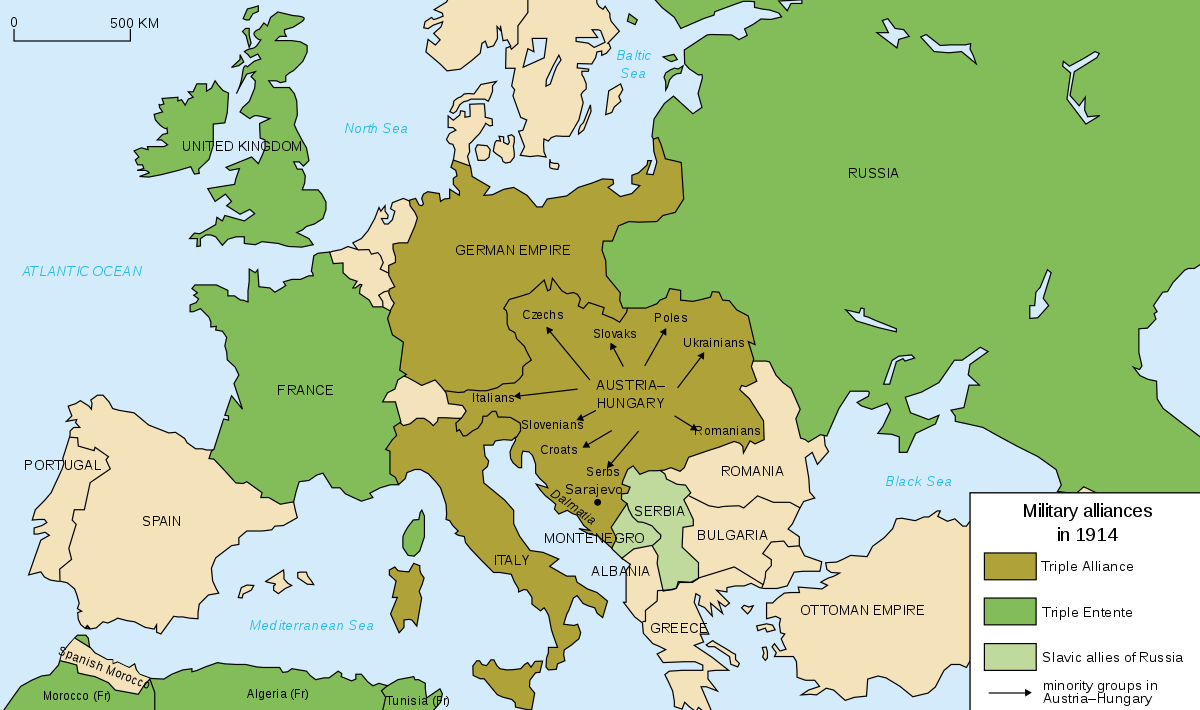 0
500 KM
Baltic
Sea
North Sea
UNITED KINGDOM
RUSSIA
GERMAN EMPIRE
ATLANTIC OCEAN
Czechs
Poles
Slovaks
Ukrainians
FRANCE
AUSTRIA–
HUNGARY
Italians
Slovenians
Romanians
Croats
PORTUGAL
Serbs
ROMANIA
Black Sea
Sarajevo
Dalmatia
SPAIN
SERBIA
BULGARIA
MONTENEGRO
ITALY
ALBANIA
OTTOMAN EMPIRE
Mediterranean Sea
GREECE
Spanish Morocco
Morocco (Fr)
Algeria (Fr)
Tunisia (Fr)
Military alliances
in 1914
Triple Alliance
Triple Entente
Slavic allies of Russia
minority groups in
Austria–Hungary